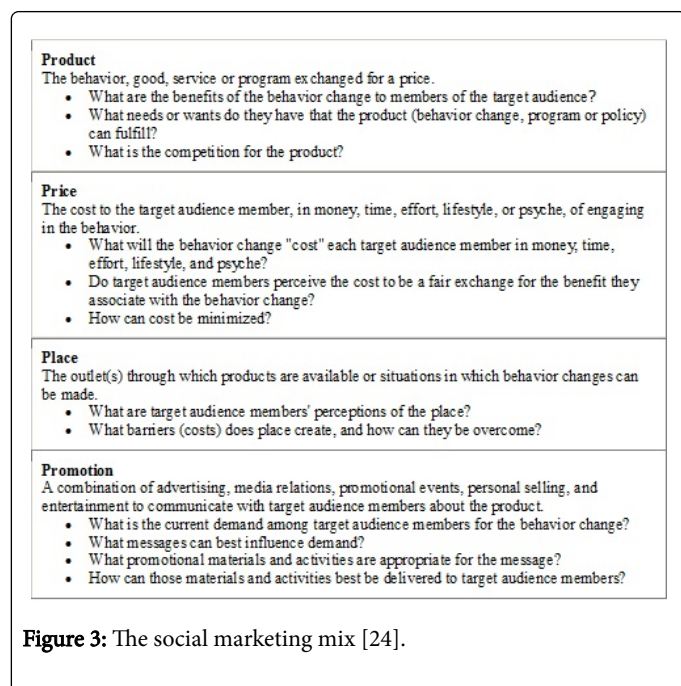 Product
The behavior, good, service or program exchanged for a price.
• What are the benefits of the behavior change to members of the target audience?
• What needs or wants do they have that the product (behavior change, program or policy)
can fulfill?
• What is the competition for the product?
Price
The cost to the target audience member, in money, time, effort, lifestyle, or psyche, of engaging
in the behavior.
• What will the behavior change "cost" each target audience member in money, time,
effort, lifestyle, and psyche?
• Do target audience members perceive the cost to be a fair exchange for the benefit they
associate with the behavior change?
• How can cost be minimized?
Place
The outlet(s) through which products are available or situations in which behavior changes can
be made.
• What are target audience members' perceptions of the place?
• What barriers (costs) does place create, and how can they be overcome?
Promotion
A combination of advertising, media relations, promotional events, personal selling, and
entertainment to communicate with target audience members about the product.
• What is the current demand among target audience members for the behavior change?
• What messages can best influence demand?
• What promotional materials and activities are appropriate for the message?
• How can those materials and activities best be delivered to target audience members?
Figure 3: The social marketing mix [24].